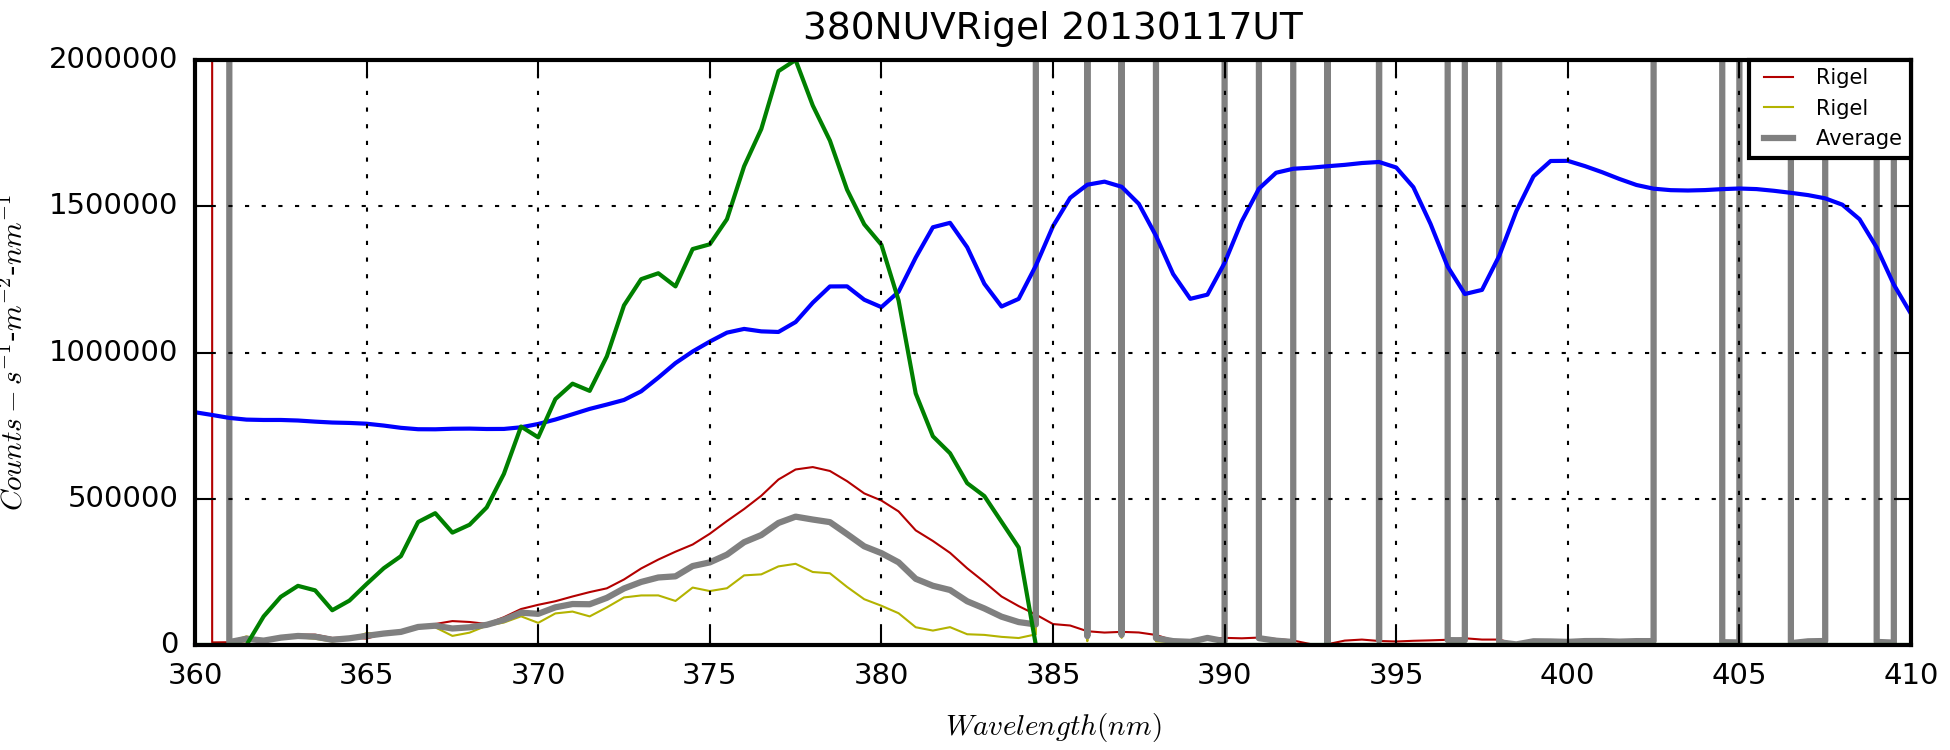 380NUVRigel 20130117UT
2000000
1500000
1000000
500000
0
Counts − s⁻¹-m⁻²-nm⁻¹
Rigel
Rigel
Average
360 365 370 375 380 385 390 395 400 405 410
Wavelength(nm)